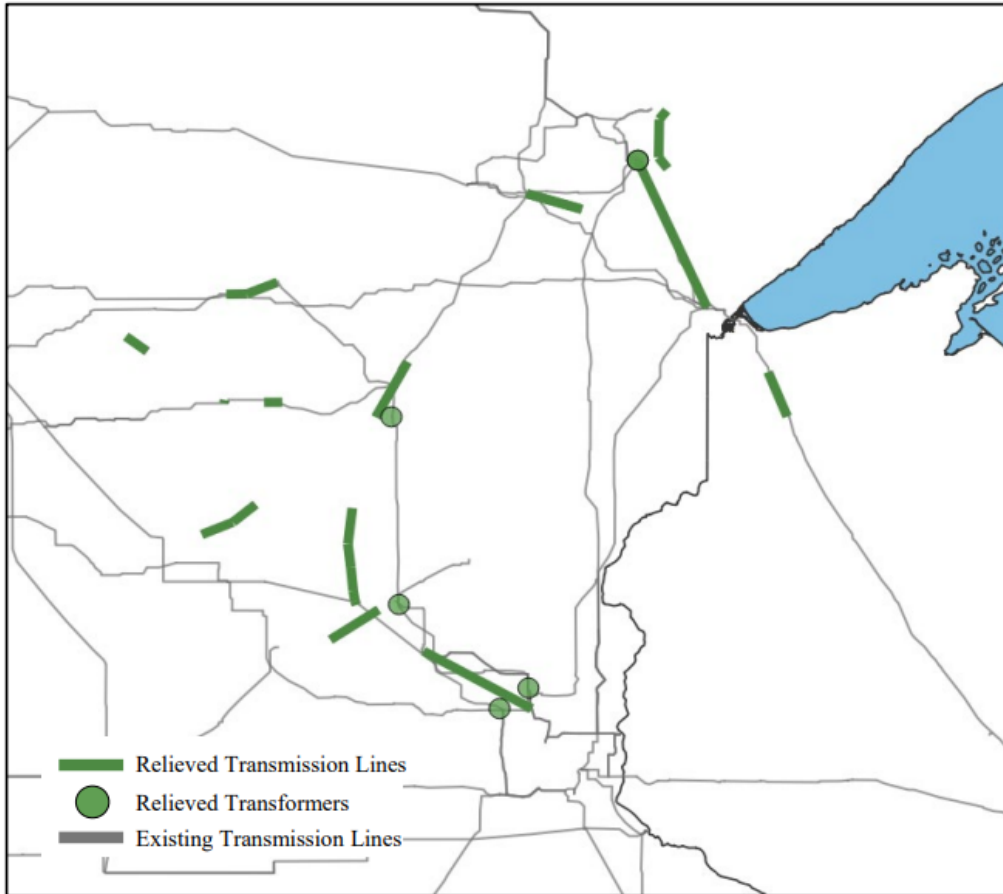 Relieved Transmission Lines
Relieved Transformers
Existing Transmission Lines